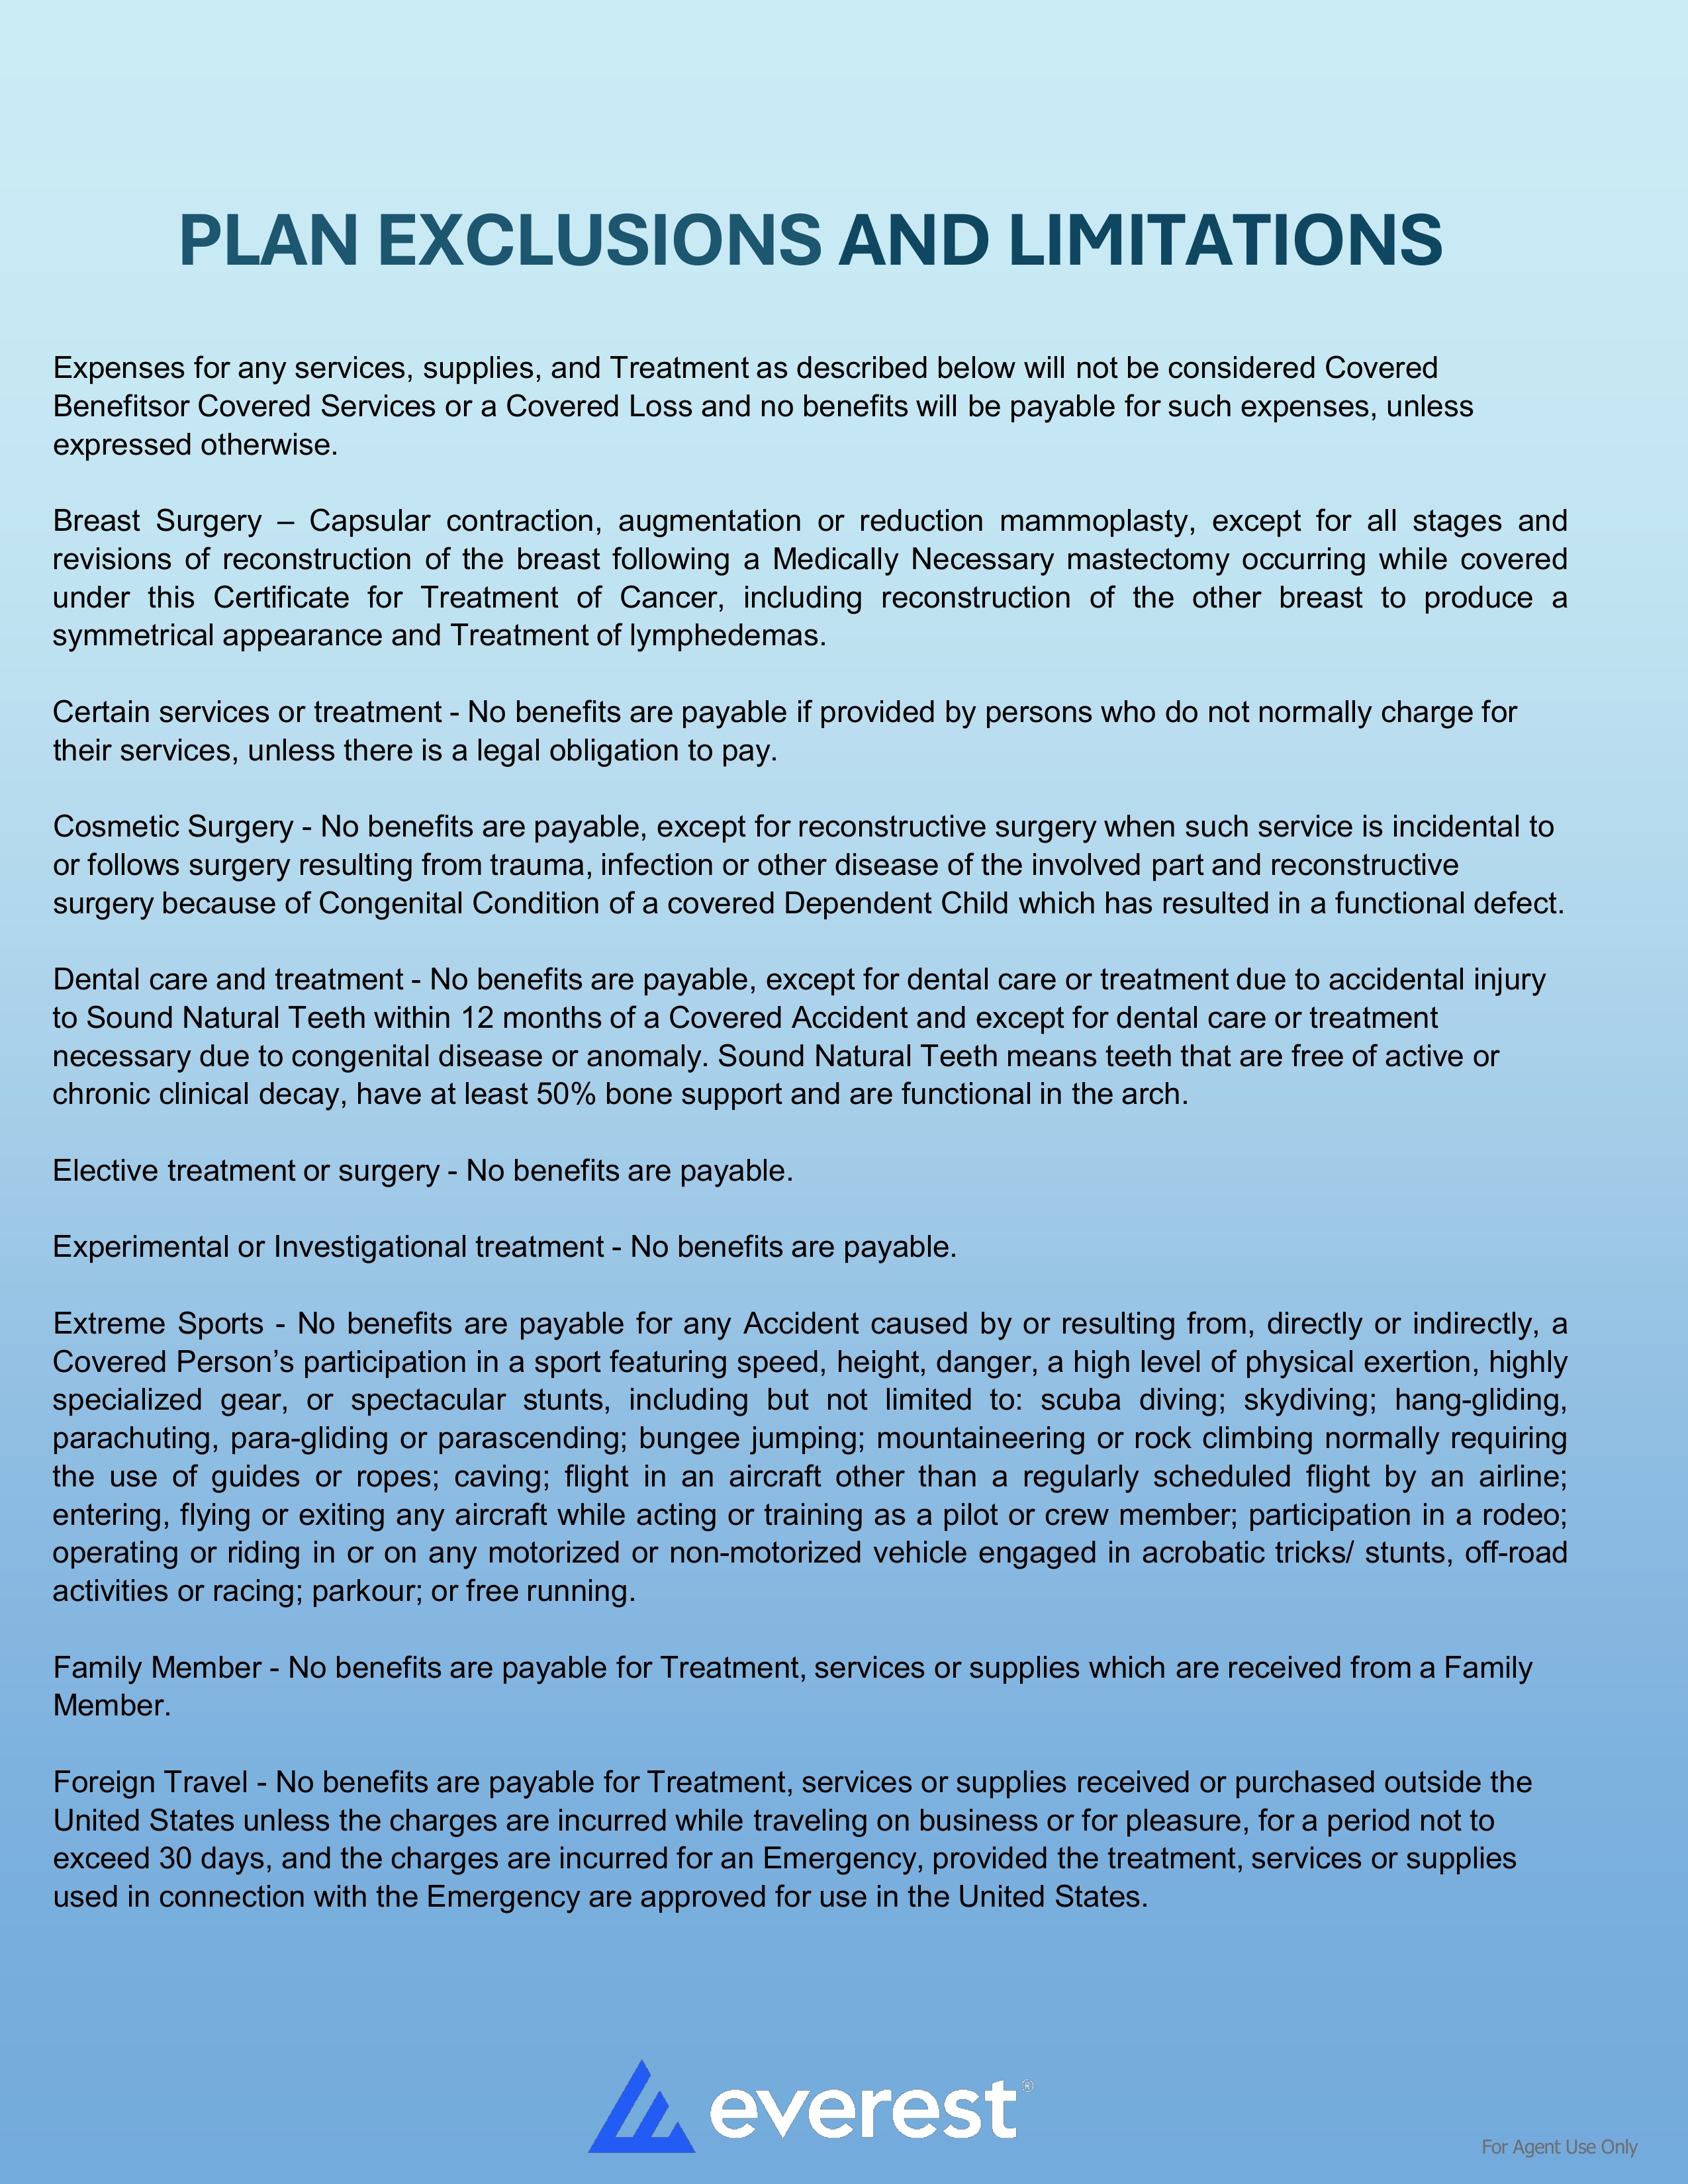 PLAN EXCLUSIONS AND LIMITATIONS
Expenses for any services, supplies, and Treatment as described below will not be considered Covered
Benefitsor Covered Services or a Covered Loss and no benefits will be payable for such expenses, unless
expressed otherwise.
Breast Surgery – Capsular contraction, augmentation or reduction mammoplasty, except for all stages and
revisions of reconstruction of the breast following a Medically Necessary mastectomy occurring while covered
under this Certificate for Treatment of Cancer, including reconstruction of the other breast to produce a
symmetrical appearance and Treatment of lymphedemas.
Certain services or treatment - No benefits are payable if provided by persons who do not normally charge for
their services, unless there is a legal obligation to pay.
Cosmetic Surgery - No benefits are payable, except for reconstructive surgery when such service is incidental to
or follows surgery resulting from trauma, infection or other disease of the involved part and reconstructive
surgery because of Congenital Condition of a covered Dependent Child which has resulted in a functional defect.
Dental care and treatment - No benefits are payable, except for dental care or treatment due to accidental injury
to Sound Natural Teeth within 12 months of a Covered Accident and except for dental care or treatment
necessary due to congenital disease or anomaly. Sound Natural Teeth means teeth that are free of active or
chronic clinical decay, have at least 50% bone support and are functional in the arch.
Elective treatment or surgery - No benefits are payable.
Experimental or Investigational treatment - No benefits are payable.
Extreme Sports - No benefits are payable for any Accident caused by or resulting from, directly or indirectly, a
Covered Person’s participation in a sport featuring speed, height, danger, a high level of physical exertion, highly
specialized gear, or spectacular stunts, including but not limited to: scuba diving; skydiving; hang-gliding,
parachuting, para-gliding or parascending; bungee jumping; mountaineering or rock climbing normally requiring
the use of guides or ropes; caving; flight in an aircraft other than a regularly scheduled flight by an airline;
entering, flying or exiting any aircraft while acting or training as a pilot or crew member; participation in a rodeo;
operating or riding in or on any motorized or non-motorized vehicle engaged in acrobatic tricks/ stunts, off-road
activities or racing; parkour; or free running.
Family Member - No benefits are payable for Treatment, services or supplies which are received from a Family
Member.
Foreign Travel - No benefits are payable for Treatment, services or supplies received or purchased outside the
United States unless the charges are incurred while traveling on business or for pleasure, for a period not to
exceed 30 days, and the charges are incurred for an Emergency, provided the treatment, services or supplies
used in connection with the Emergency are approved for use in the United States.
everest®
For Agent Use Only